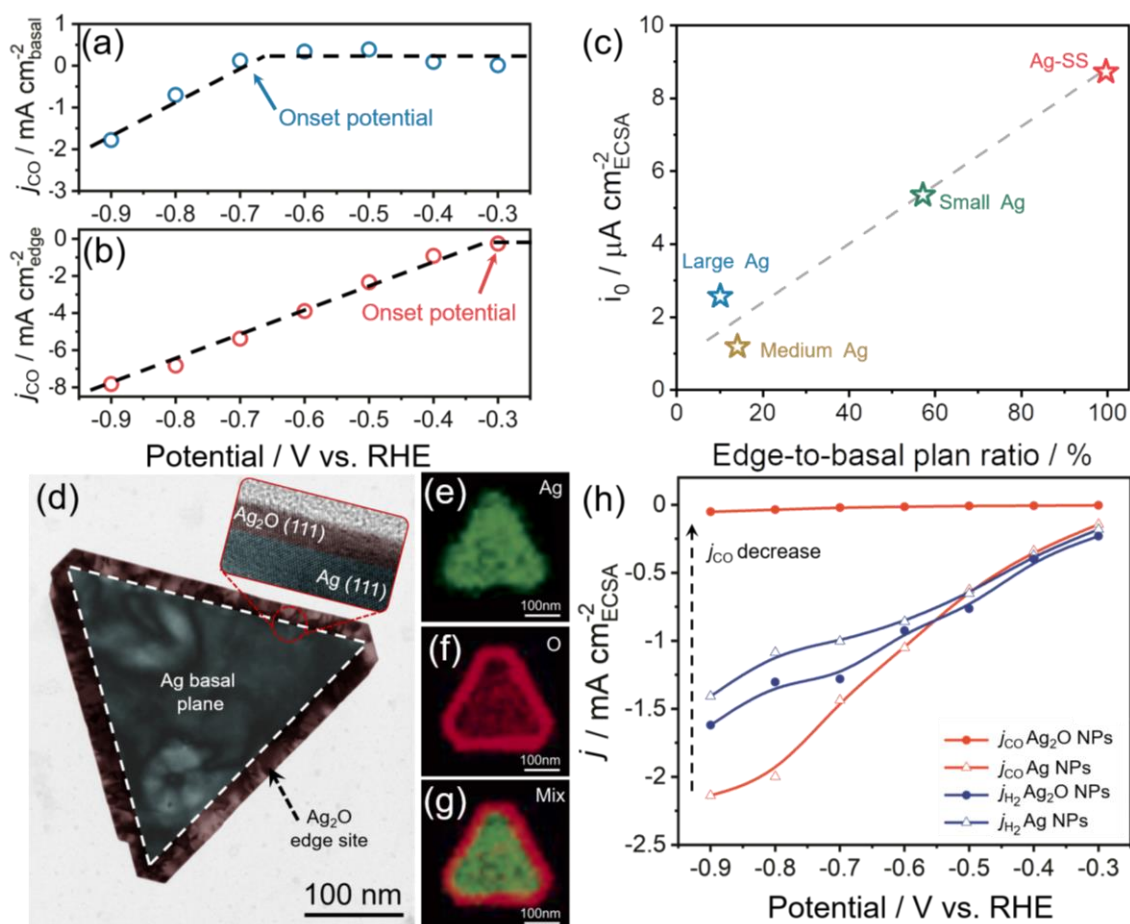 (a)
j_CO / mA cm⁻²_basal
1
0
-1
-2
-3
Onset potential
-0.9 -0.8 -0.7 -0.6 -0.5 -0.4 -0.3
(b)
j_CO / mA cm⁻²_edge
0
-2
-4
-6
-8
Onset potential
-0.9 -0.8 -0.7 -0.6 -0.5 -0.4 -0.3
Potential / V vs. RHE
(c)
i₀ / μA cm⁻²_ECSA
10
8
6
4
2
0
Ag-SS
Small Ag
Large Ag
Medium Ag
0 20 40 60 80 100
Edge-to-basal plan ratio / %
(d)
Ag₂O (111)
Ag (111)
Ag basal
plane
Ag₂O
edge site
100 nm
(e)
Ag
100nm
(f)
O
100nm
(g)
Mix
100nm
(h)
j / mA cm⁻²_ECSA
0
-0.5
-1.0
-1.5
-2.0
-2.5
j_CO decrease
j_CO Ag₂O NPs
j_CO Ag NPs
j_H₂ Ag₂O NPs
j_H₂ Ag NPs
-0.9 -0.8 -0.7 -0.6 -0.5 -0.4 -0.3
Potential / V vs. RHE